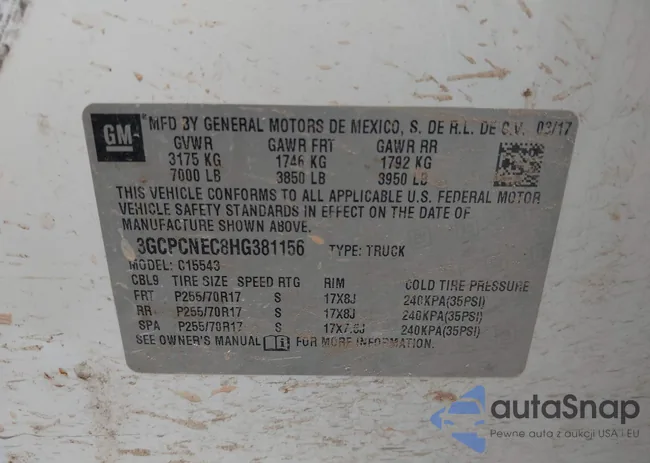 GM
MFD BY GENERAL MOTORS DE MEXICO, S. DE R.L. DE C.V. 03/17
GVWR GAWR FRT GAWR RR
3175 KG 1746 KG 1792 KG
7000 LB 3850 LB 3950 LB
THIS VEHICLE CONFORMS TO ALL APPLICABLE U.S. FEDERAL MOTOR
VEHICLE SAFETY STANDARDS IN EFFECT ON THE DATE OF
MANUFACTURE SHOWN ABOVE.
3GCPCNEC8HG381156 TYPE: TRUCK
MODEL: C15543
CBL9 TIRE SIZE SPEED RTG RIM COLD TIRE PRESSURE
FRT P255/70R17 S 17X8J 240KPA(35PSI)
RR P255/70R17 S 17X8J 240KPA(35PSI)
SPA P255/70R17 S 17X7.5J 240KPA(35PSI)
SEE OWNER'S MANUAL FOR MORE INFORMATION.
autaSnap
Pewne auta z aukcji USA i EU